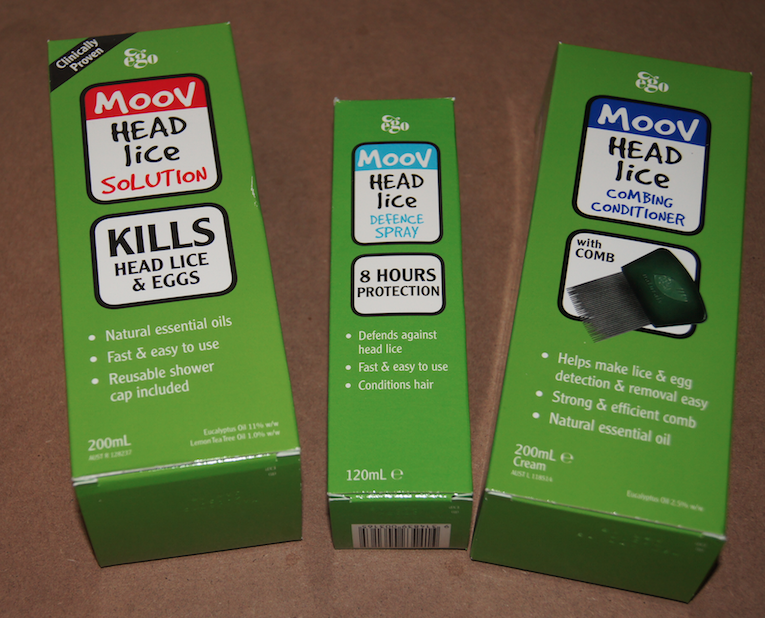 Clinically
Proven
ego
MOOV
HEAD
lice
SOLUTION
KILLS
HEAD LICE
& EGGS
• Natural essential oils
• Fast & easy to use
• Reusable shower
cap included
200mL
Eucalyptus Oil 11% w/w
Lemon Tea Tree Oil 1.0% w/w
ego
MOOV
HEAD
lice
DEFENCE
SPRAY
8 HOURS
PROTECTION
• Defends against
head lice
• Fast & easy to use
• Conditions hair
120mL ℮
ego
MOOV
HEAD
lice
COMBING
CONDITIONER
with
COMB
• Helps make lice & egg
detection & removal easy
• Strong & efficient comb
• Natural essential oil
200mL ℮
Cream
Eucalyptus Oil 2.5% w/w